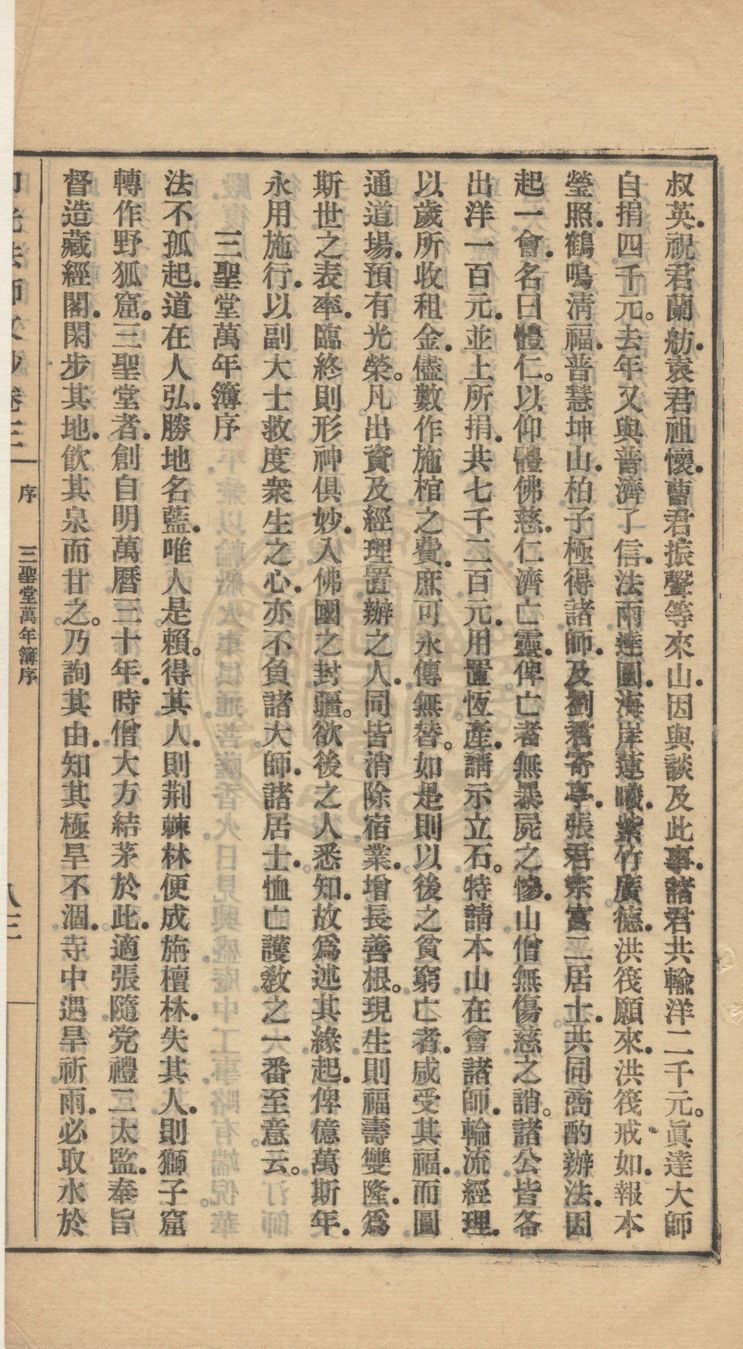 叔英．祝君蘭舫．袁君祖懷．曹君振聲等來山．因與談及此事．諸君共輸洋二千元。眞達大師
自捐四千元。去年又與普濟了信．法雨達圓．海岸蓮曦．紫竹廣德．洪筏願來．洪筏戒如．報本
瑩照．鶴鳴淸福．普慧坤山．柏子極得諸師．及劉君寄亭．張君宗富二居士．共同商酌辦法．因
起一會．名曰體仁。以仰體佛慈．仁濟亡靈．俾亡者無暴屍之慘．山僧無傷慈之誚。諸公皆各
出洋一百元．並上所捐．共七千二百元．用置恆產．請示立石。特請本山在會諸師．輪流經理．
以歲所收租金．儘數作施棺之費．庶可永傳無替。如是則以後之貧窮亡者．咸受其福．而圓
通道場．預有光榮。凡出資及經理置辦之人．同皆消除宿業．增長善根。現生則福壽雙隆．爲
斯世之表率．臨終則形神俱妙．入佛國之封疆。欲後之人悉知．故爲述其緣起．俾億萬斯年．
永用施行．以副大士救度衆生之心．亦不負諸大師．諸居士．恤亡護敎之一番至意云。
三聖堂萬年簿序
法不孤起．道在人弘．勝地名藍．唯人是賴。得其人．則荆棘林便成旃檀林．失其人．則獅子窟
轉作野狐窟。三聖堂者．創自明萬曆三十年．時僧大方結茅於此．適張隨党禮二太監．奉旨
督造藏經閣．閑步其地．飮其泉而甘之。乃詢其由．知其極旱不涸．寺中遇旱祈雨．必取水於
印光法師文鈔卷三　序　三聖堂萬年簿序　八三